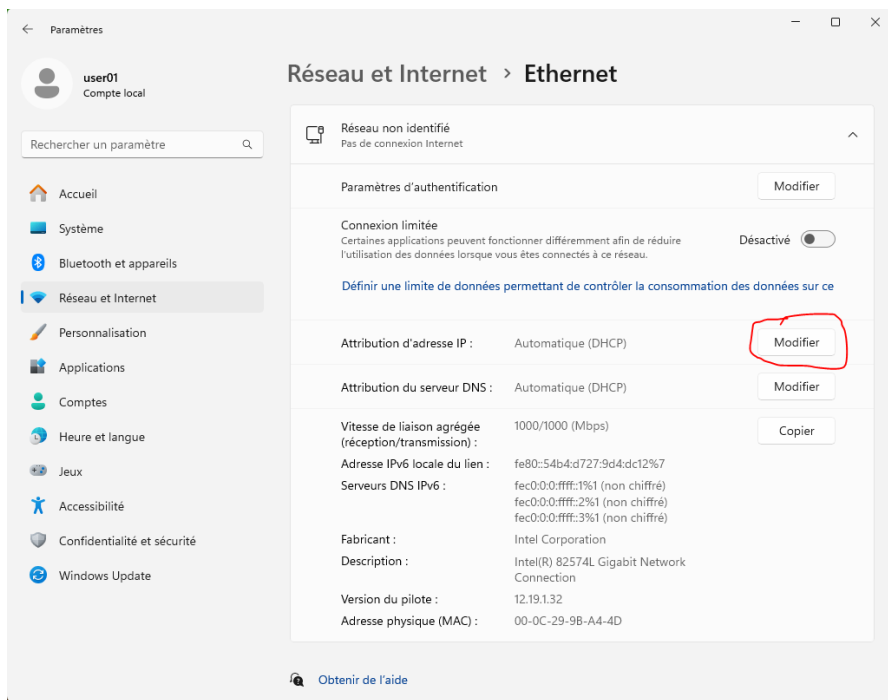 Paramètres
user01
Compte local
Rechercher un paramètre
Accueil
Système
Bluetooth et appareils
Réseau et Internet
Personnalisation
Applications
Comptes
Heure et langue
Jeux
Accessibilité
Confidentialité et sécurité
Windows Update
Réseau et Internet > Ethernet
Réseau non identifié
Pas de connexion Internet
Paramètres d'authentification
Modifier
Connexion limitée
Certaines applications peuvent fonctionner différemment afin de réduire
l'utilisation des données lorsque vous êtes connectés à ce réseau.
Désactivé
Définir une limite de données permettant de contrôler la consommation des données sur ce
Attribution d'adresse IP : Automatique (DHCP) Modifier
Attribution du serveur DNS : Automatique (DHCP) Modifier
Vitesse de liaison agrégée
(réception/transmission) :
1000/1000 (Mbps)
Copier
Adresse IPv6 locale du lien : fe80::54b4:d727:9d4:dc12%7
Serveurs DNS IPv6 : fec0:0:0:ffff::1%1 (non chiffré)
fec0:0:0:ffff::2%1 (non chiffré)
fec0:0:0:ffff::3%1 (non chiffré)
Fabricant : Intel Corporation
Description : Intel(R) 82574L Gigabit Network
Connection
Version du pilote : 12.19.1.32
Adresse physique (MAC) : 00-0C-29-9B-A4-4D
Obtenir de l'aide